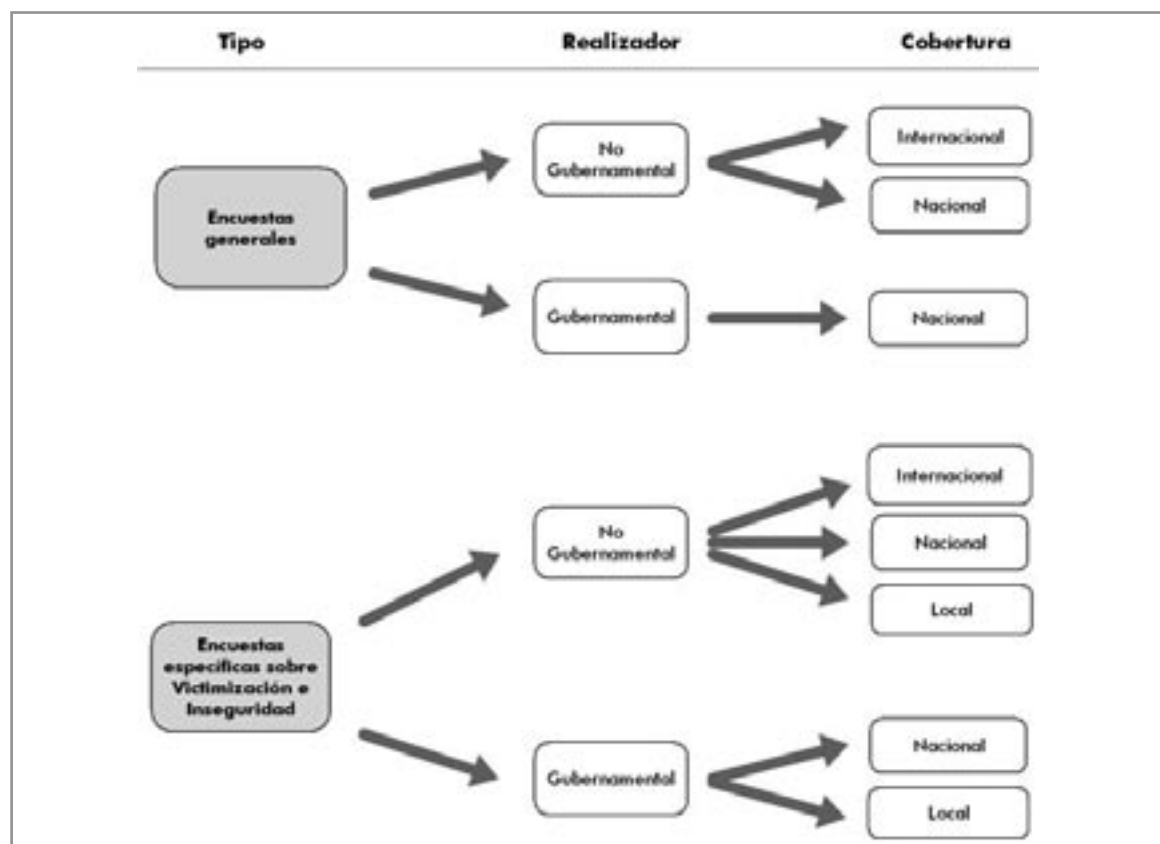 Tipo
Realizador
Cobertura
Encuestas
generales
No
Gubernamental
Internacional
Nacional
Gubernamental
Nacional
Encuestas
específicas sobre
Victimización e
Inseguridad
No
Gubernamental
Internacional
Nacional
Local
Gubernamental
Nacional
Local